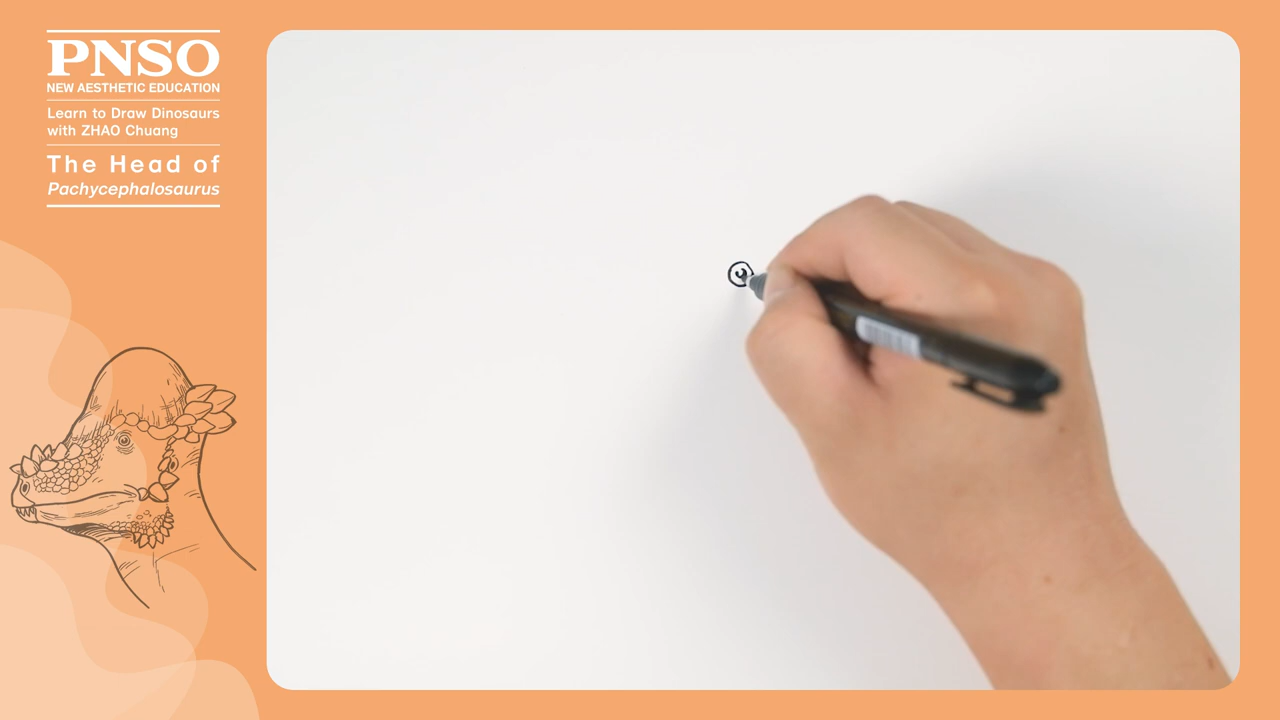 PNSO
NEW AESTHETIC EDUCATION
Learn to Draw Dinosaurs
with ZHAO Chuang
The Head of
Pachycephalosaurus